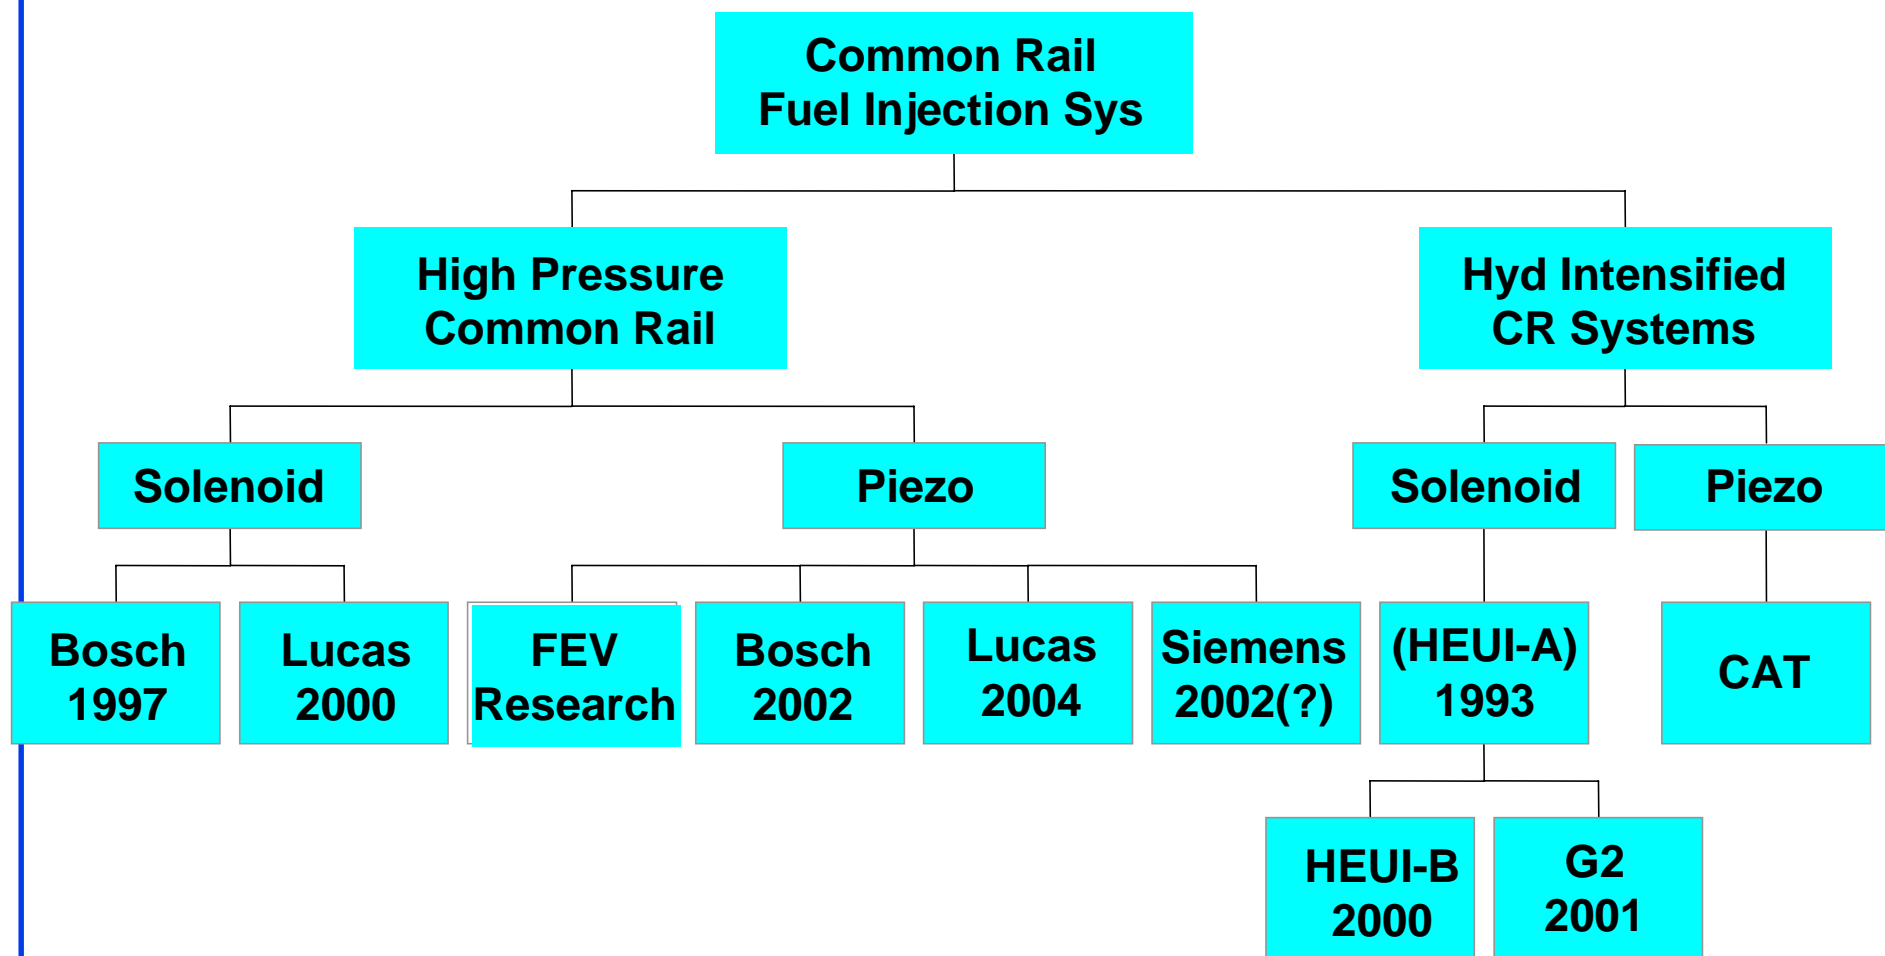 Common Rail
Fuel Injection Sys
High Pressure
Common Rail
Hyd Intensified
CR Systems
Solenoid
Piezo
Solenoid
Piezo
Bosch
1997
Lucas
2000
FEV
Research
Bosch
2002
Lucas
2004
Siemens
2002(?)
(HEUI-A)
1993
CAT
HEUI-B
2000
G2
2001